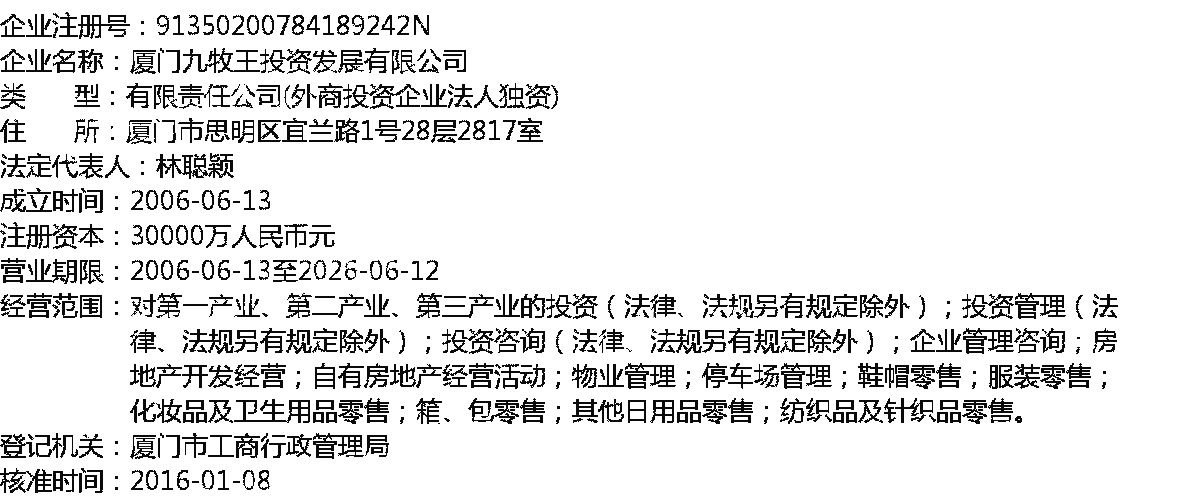 企业注册号：91350200784189242N
企业名称：厦门九牧王投资发展有限公司
类　　型：有限责任公司(外商投资企业法人独资)
住　　所：厦门市思明区宜兰路1号28层2817室
法定代表人：林聪颖
成立时间：2006-06-13
注册资本：30000万人民币元
营业期限：2006-06-13至2026-06-12
经营范围：对第一产业、第二产业、第三产业的投资（法律、法规另有规定除外）；投资管理（法
律、法规另有规定除外）；投资咨询（法律、法规另有规定除外）；企业管理咨询；房
地产开发经营；自有房地产经营活动；物业管理；停车场管理；鞋帽零售；服装零售；
化妆品及卫生用品零售；箱、包零售；其他日用品零售；纺织品及针织品零售。
登记机关：厦门市工商行政管理局
核准时间：2016-01-08